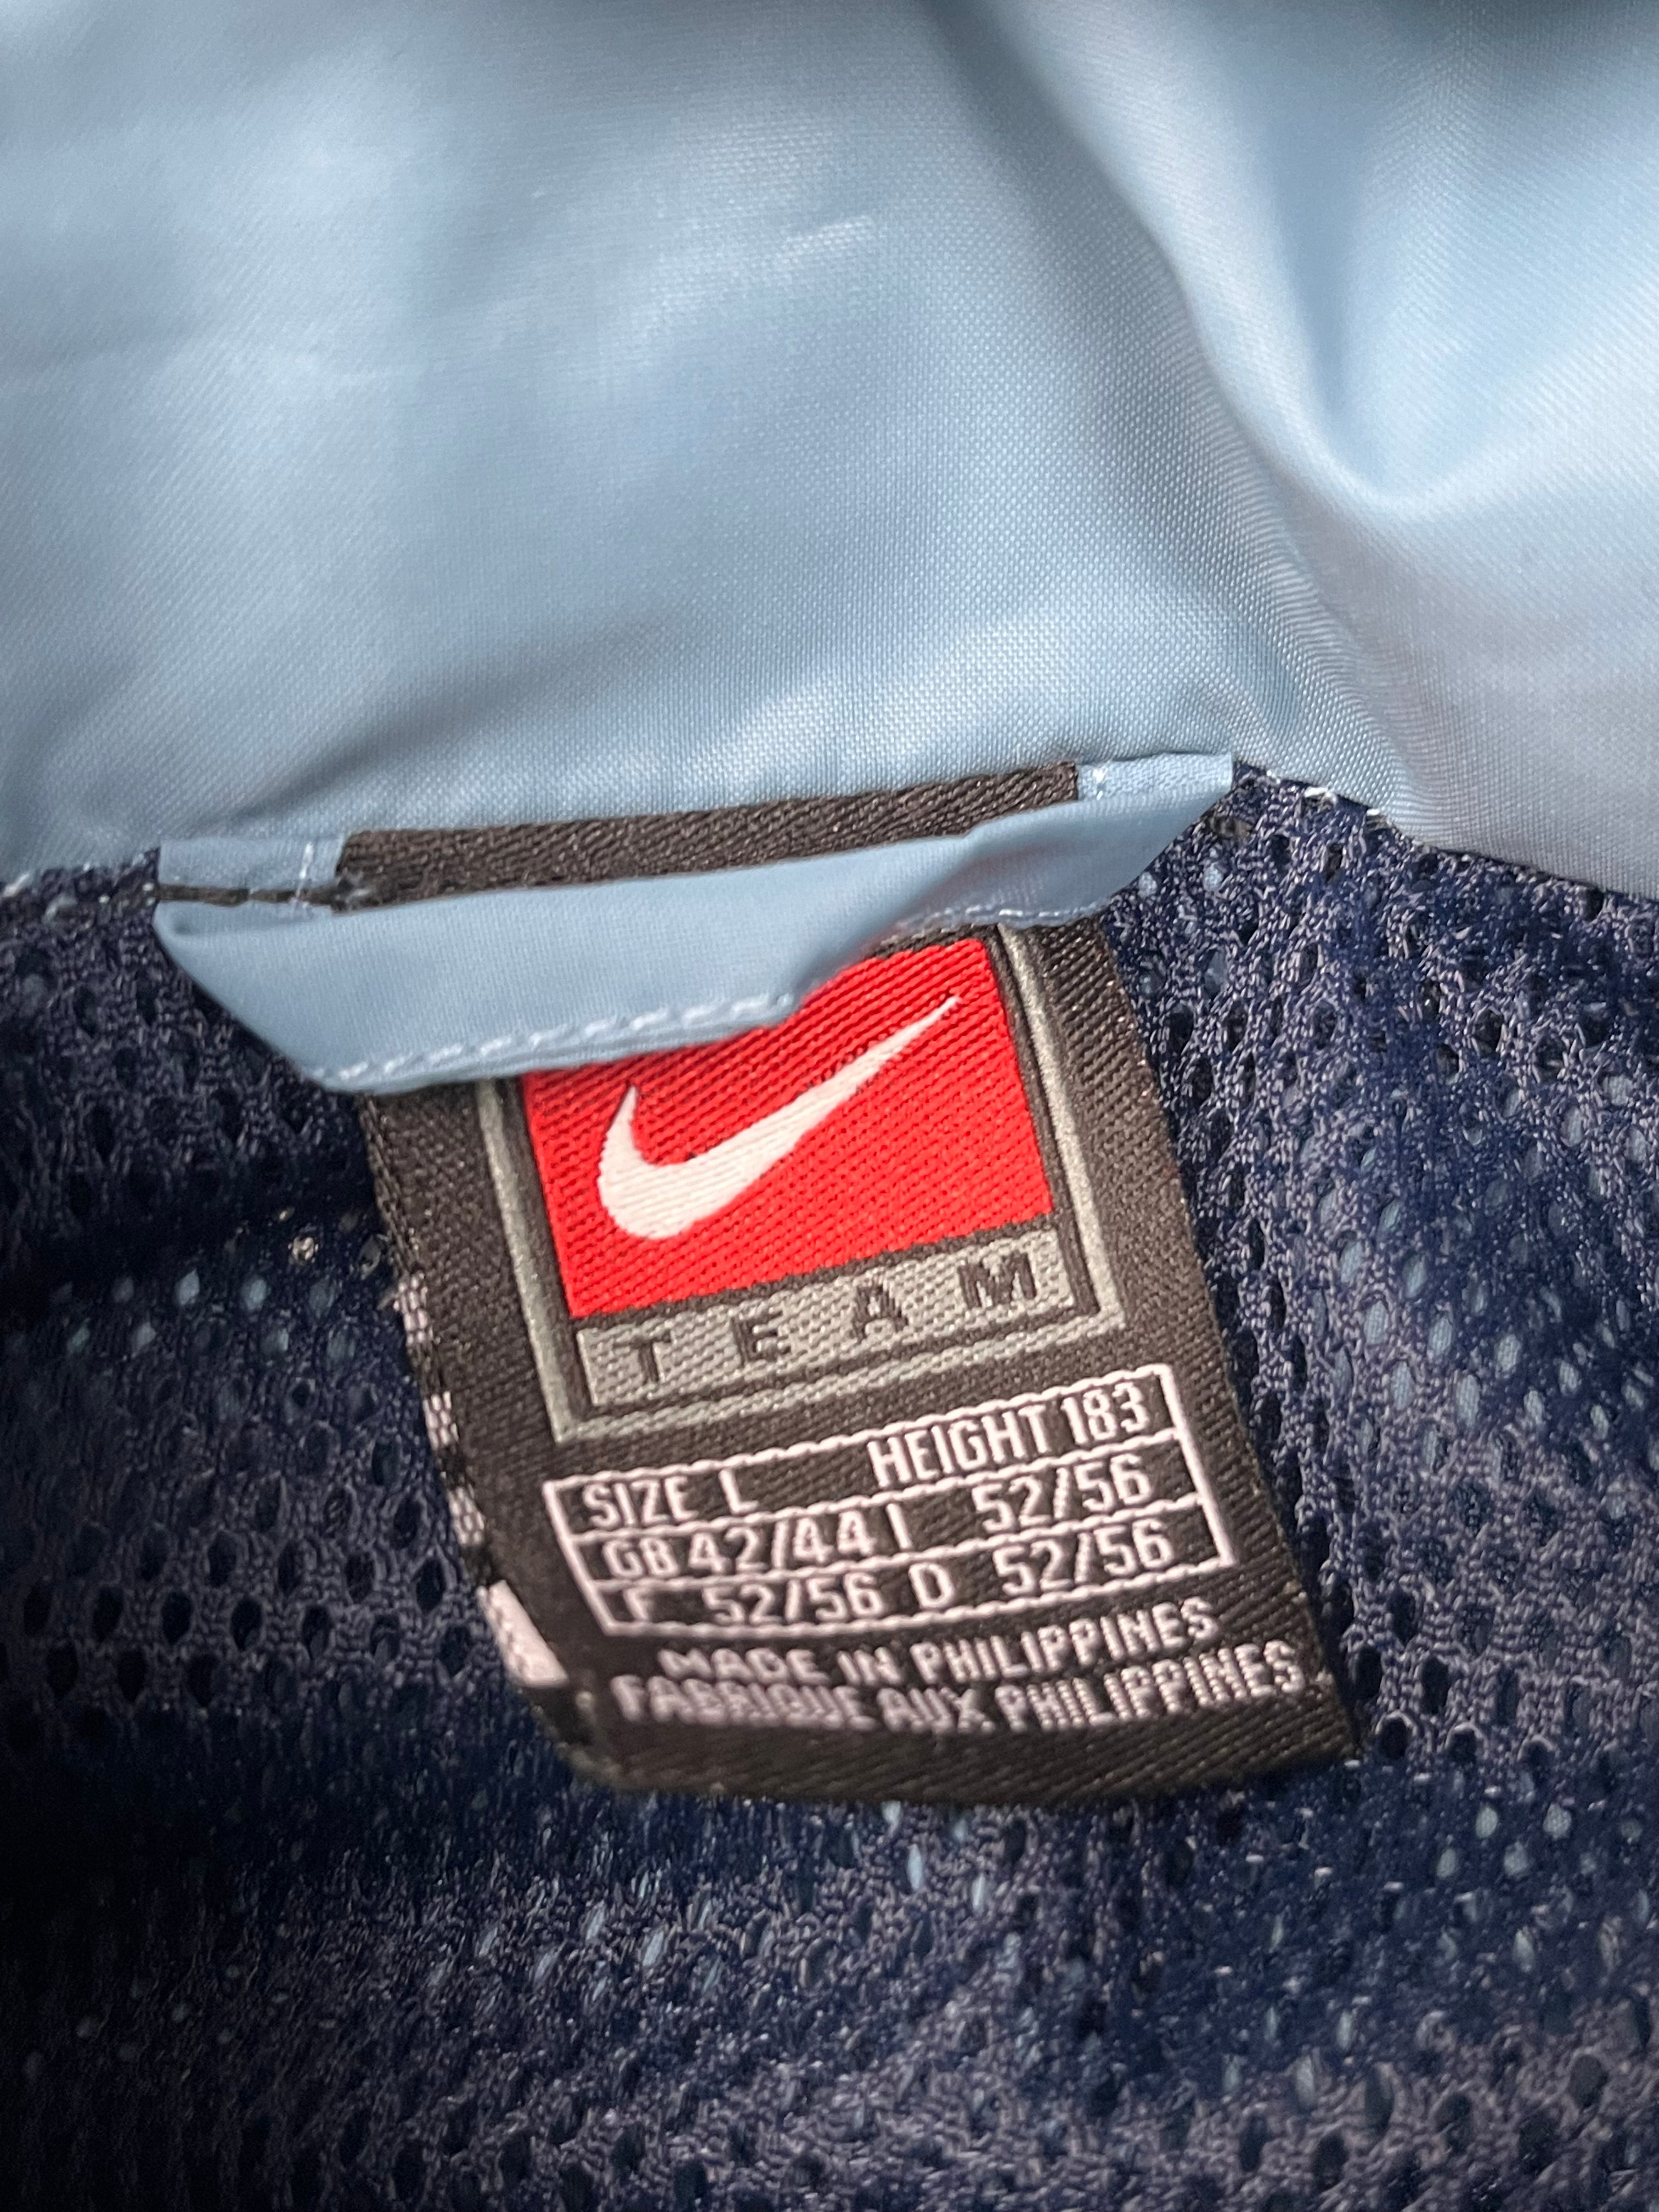 TEAM
SIZE L HEIGHT 183
GB 42/44 I 52/56
F 52/56 D 52/56
MADE IN PHILIPPINES
FABRIQUE AUX PHILIPPINES